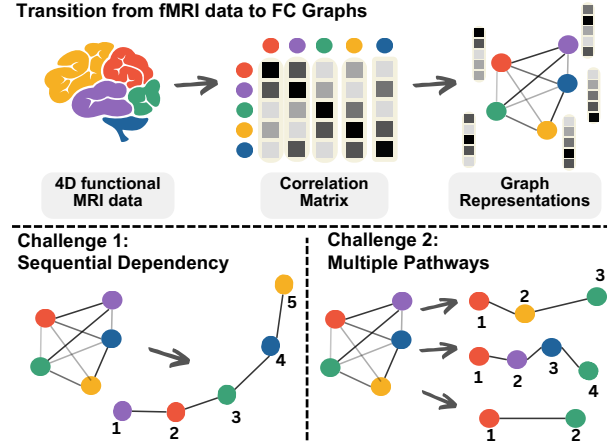 Transition from fMRI data to FC Graphs
4D functional
MRI data
Correlation
Matrix
Graph
Representations
Challenge 1:
Sequential Dependency
5
4
3
2
1
Challenge 2:
Multiple Pathways
1
2
3
1
2
3
4
1
2